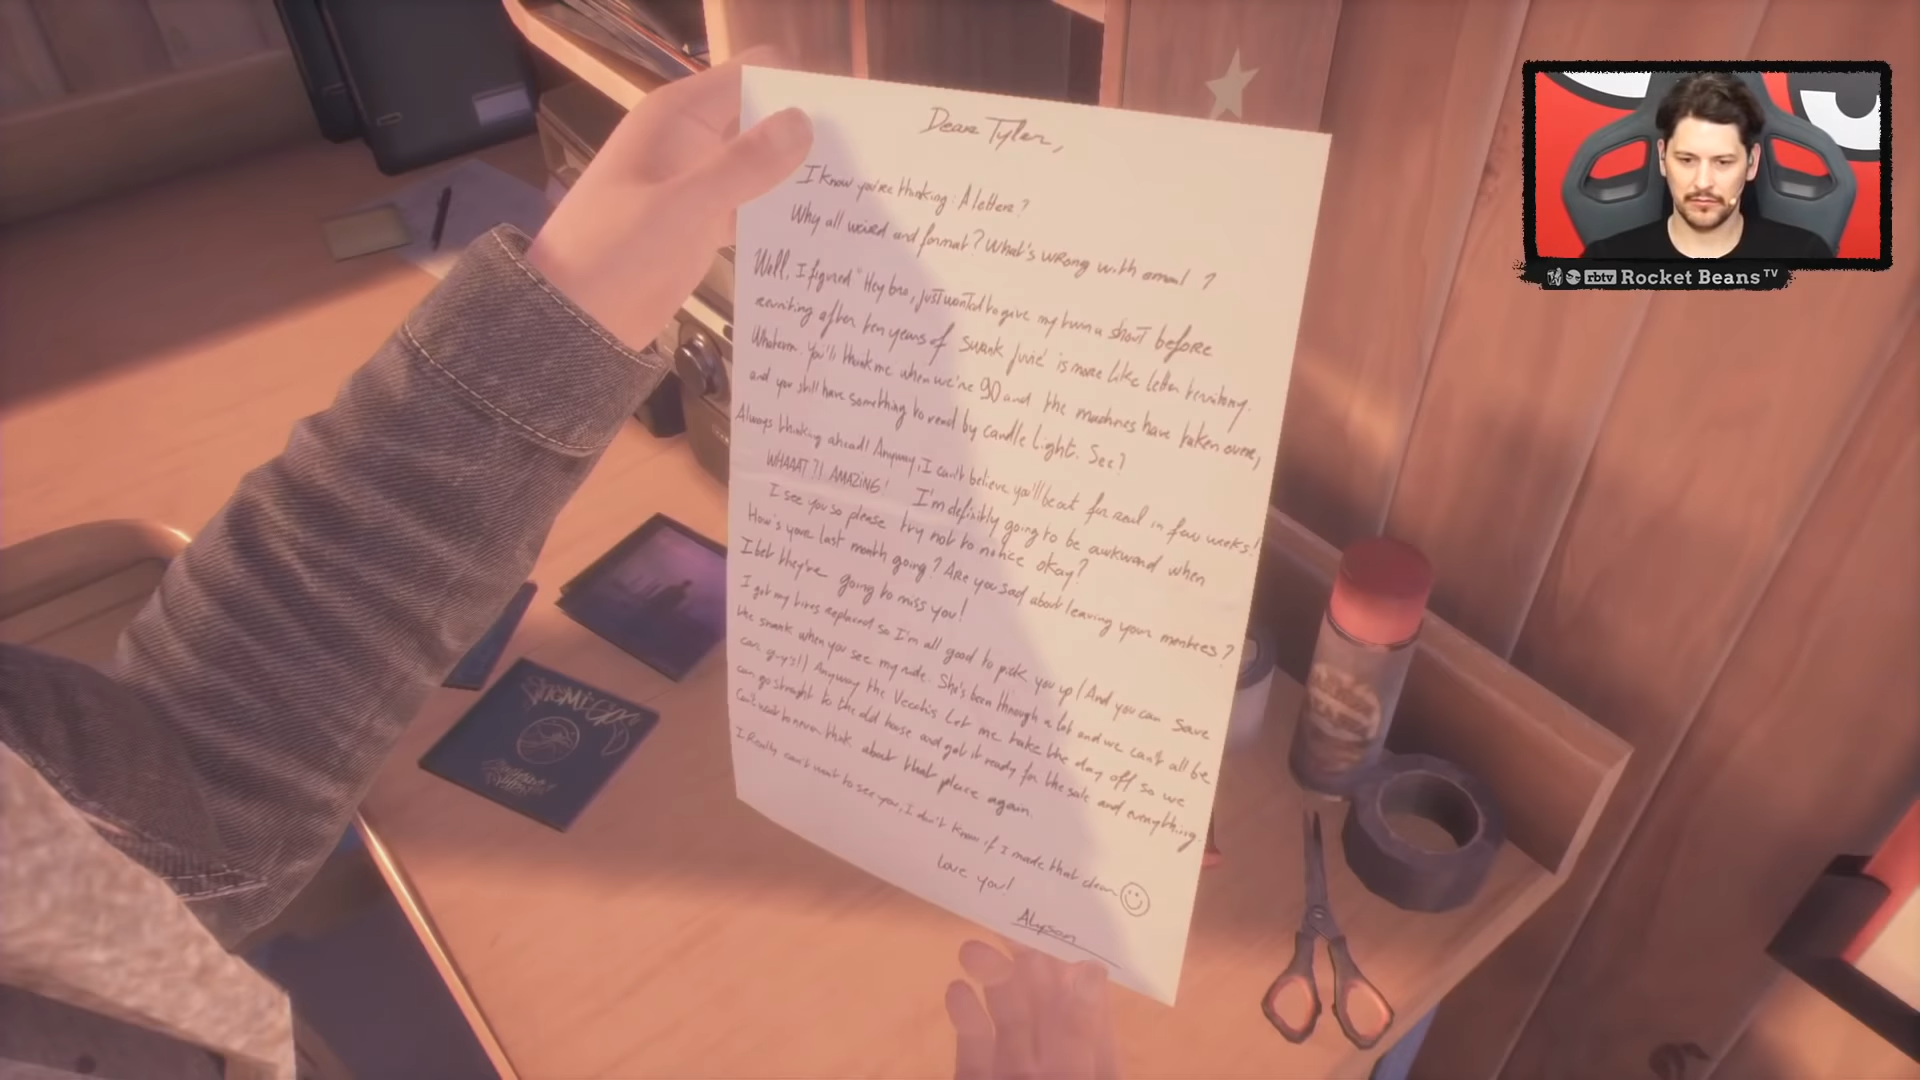 Dear Tyler,
I know you're thinking: A letter?
Why all weird and format? What's wrong with email ?
Well, I figured "Hey bro, just wanted to give my twin a shout before
reuniting after ten years of swank juvie' is more like letter territory.
Whatever. You'll thank me when we're 90 and the machines have taken over,
and you still have something to read by candle light. See?
Always thinking ahead! Anyway, I can't believe you'll be out for real in few weeks!
WHAAAT?! AMAZING! I'm definitly going to be awkward when
I see you so please try not to notice okay?
How's your last month going? Are you sad about leaving your mentees?
I bet they're going to miss you!
I got my tires replaced so I'm all good to pick you up! And you can save
the snark when you see my ride. She's been through a lot and we can't all be
car guys!) Anyway the Vecchis let me take the day off so we
can go straight to the old house and get it ready for the sale and everything.
Can't wait to never think about that place again.
I Really can't wait to see you, I don't know if I made that clear
Love you!
Alyson
rbtv Rocket Beans TV